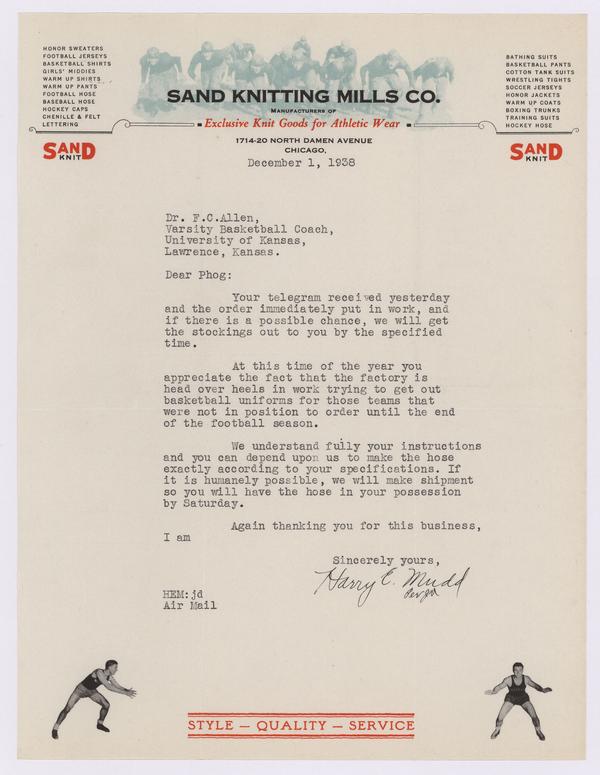 HONOR SWEATERS
FOOTBALL JERSEYS
BASKETBALL SHIRTS
GIRLS' MIDDIES
WARM UP SHIRTS
WARM UP PANTS
FOOTBALL HOSE
BASEBALL HOSE
HOCKEY CAPS
CHENILLE & FELT
LETTERING
SAND KNIT
SAND KNITTING MILLS CO.
MANUFACTURERS OF
Exclusive Knit Goods for Athletic Wear
1714-20 NORTH DAMEN AVENUE
CHICAGO,
BATHING SUITS
BASKETBALL PANTS
COTTON TANK SUITS
WRESTLING TIGHTS
SOCCER JERSEYS
HONOR JACKETS
WARM UP COATS
BOXING TRUNKS
TRAINING SUITS
HOCKEY HOSE
SAND KNIT
December 1, 1938
Dr. F.C.Allen,
Varsity Basketball Coach,
University of Kansas,
Lawrence, Kansas.
Dear Phog:
Your telegram received yesterday
and the order immediately put in work, and
if there is a possible chance, we will get
the stockings out to you by the specified
time.
At this time of the year you
appreciate the fact that the factory is
head over heels in work trying to get out
basketball uniforms for those teams that
were not in position to order until the end
of the football season.
We understand fully your instructions
and you can depend upon us to make the hose
exactly according to your specifications. If
it is humanely possible, we will make shipment
so you will have the hose in your possession
by Saturday.
Again thanking you for this business,
I am
Sincerely yours,
Harry E. Mudd
HEM:jd
Air Mail
STYLE — QUALITY — SERVICE